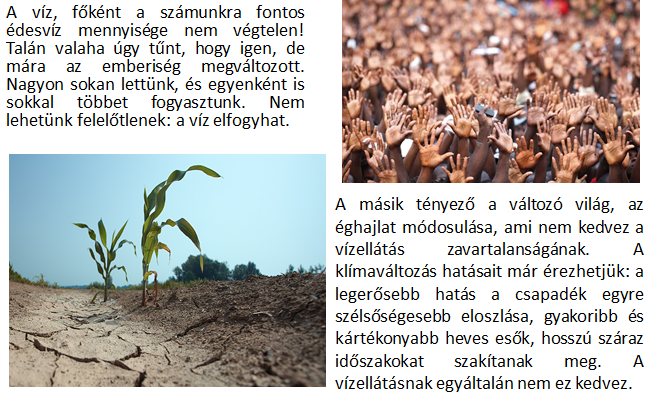 A víz, főként a számunkra fontos
édesvíz mennyisége nem végtelen!
Talán valaha úgy tűnt, hogy igen, de
mára az emberiség megváltozott.
Nagyon sokan lettünk, és egyenként is
sokkal többet fogyasztunk. Nem
lehetünk felelőtlenek: a víz elfogyhat.
A másik tényező a változó világ, az
éghajlat módosulása, ami nem kedvez a
vízellátás zavartalanságának. A
klímaváltozás hatásait már érezhetjük: a
legerősebb hatás a csapadék egyre
szélsőségesebb eloszlása, gyakoribb és
kártékonyabb heves esők, hosszú száraz
időszakokat szakítanak meg. A
vízellátásnak egyáltalán nem ez kedvez.